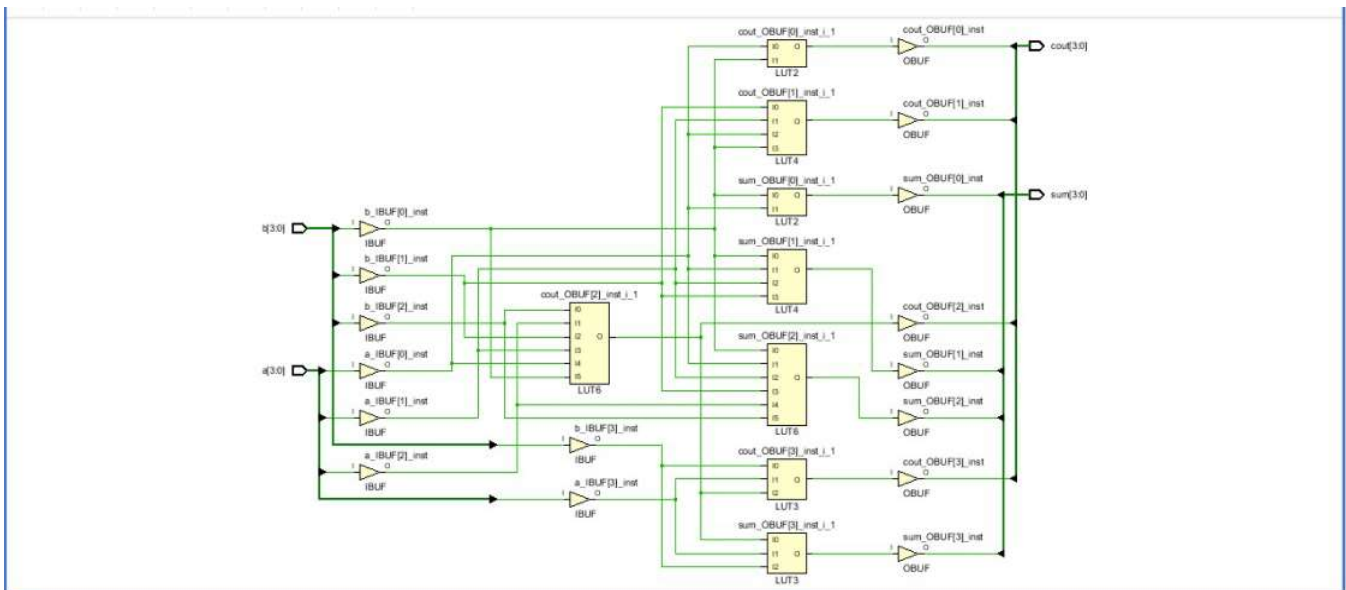 cout_OBUF[0]_inst_i_1
I0 O
I1
LUT2
cout_OBUF[0]_inst
I O
OBUF
cout[3:0]
cout_OBUF[1]_inst_i_1
I0
I1 O
I2
I3
LUT4
cout_OBUF[1]_inst
I O
OBUF
sum_OBUF[0]_inst_i_1
I0 O
I1
LUT2
sum_OBUF[0]_inst
I O
OBUF
sum[3:0]
b[3:0]
b_IBUF[0]_inst
I O
IBUF
b_IBUF[1]_inst
I O
IBUF
b_IBUF[2]_inst
I O
IBUF
a[3:0]
a_IBUF[0]_inst
I O
IBUF
a_IBUF[1]_inst
I O
IBUF
a_IBUF[2]_inst
I O
IBUF
cout_OBUF[2]_inst_i_1
I0
I1
I2 O
I3
I4
I5
LUT6
b_IBUF[3]_inst
I O
IBUF
a_IBUF[3]_inst
I O
IBUF
sum_OBUF[1]_inst_i_1
I0
I1 O
I2
I3
LUT4
sum_OBUF[2]_inst_i_1
I0
I1
I2 O
I3
I4
I5
LUT6
cout_OBUF[3]_inst_i_1
I0
I1 O
I2
LUT3
sum_OBUF[3]_inst_i_1
I0
I1 O
I2
LUT3
cout_OBUF[2]_inst
I O
OBUF
sum_OBUF[1]_inst
I O
OBUF
sum_OBUF[2]_inst
I O
OBUF
cout_OBUF[3]_inst
I O
OBUF
sum_OBUF[3]_inst
I O
OBUF